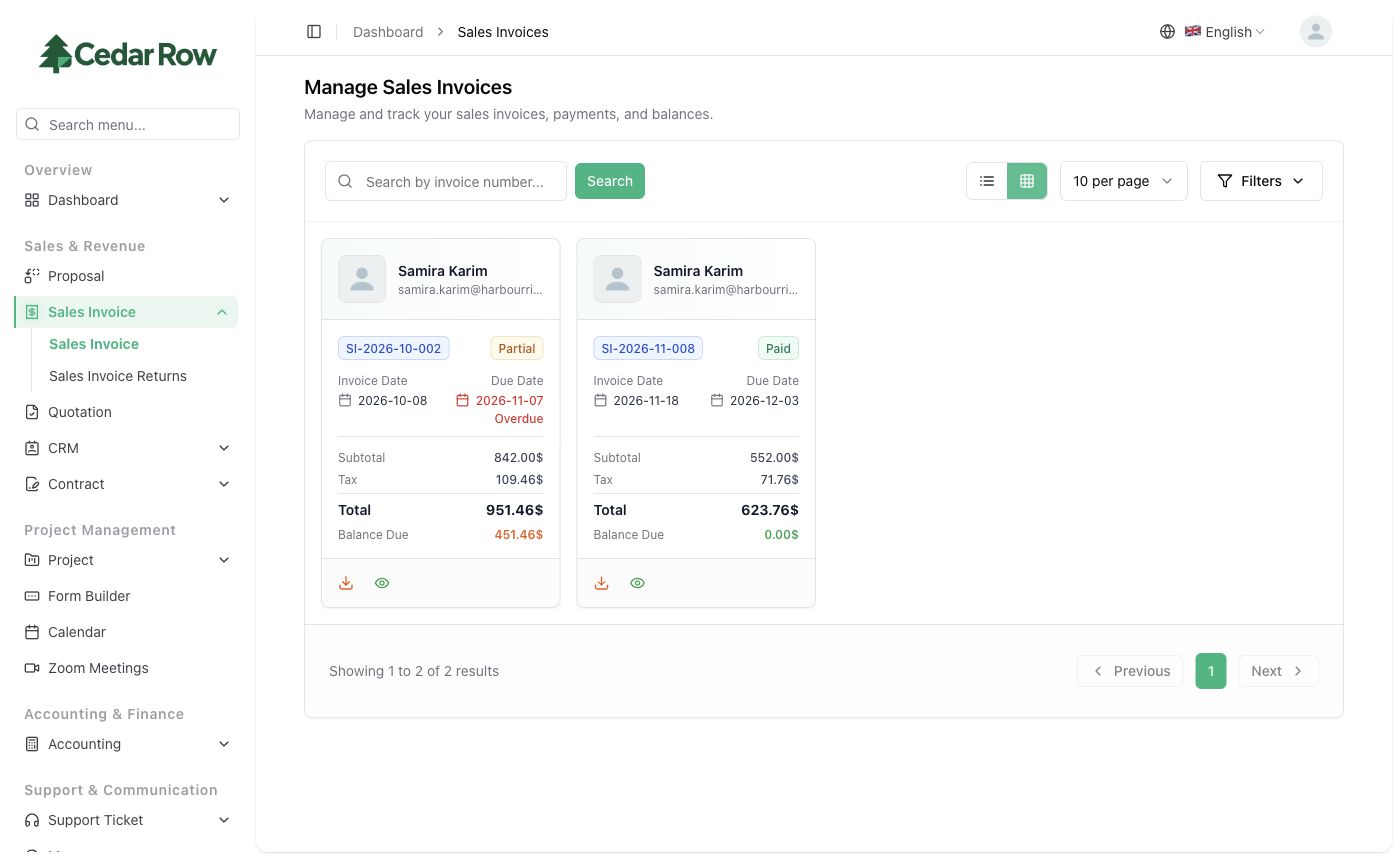 Cedar Row
Search menu...
Overview
Dashboard
Sales & Revenue
Proposal
Sales Invoice
Sales Invoice
Sales Invoice Returns
Quotation
CRM
Contract
Project Management
Project
Form Builder
Calendar
Zoom Meetings
Accounting & Finance
Accounting
Support & Communication
Support Ticket
Dashboard > Sales Invoices
English
Manage Sales Invoices
Manage and track your sales invoices, payments, and balances.
Search by invoice number... Search
10 per page
Filters
Samira Karim
samira.karim@harbourri...
SI-2026-10-002 Partial
Invoice Date Due Date
2026-10-08 2026-11-07
Overdue
Subtotal 842.00$
Tax 109.46$
Total 951.46$
Balance Due 451.46$
Samira Karim
samira.karim@harbourri...
SI-2026-11-008 Paid
Invoice Date Due Date
2026-11-18 2026-12-03
Subtotal 552.00$
Tax 71.76$
Total 623.76$
Balance Due 0.00$
Showing 1 to 2 of 2 results
Previous 1 Next